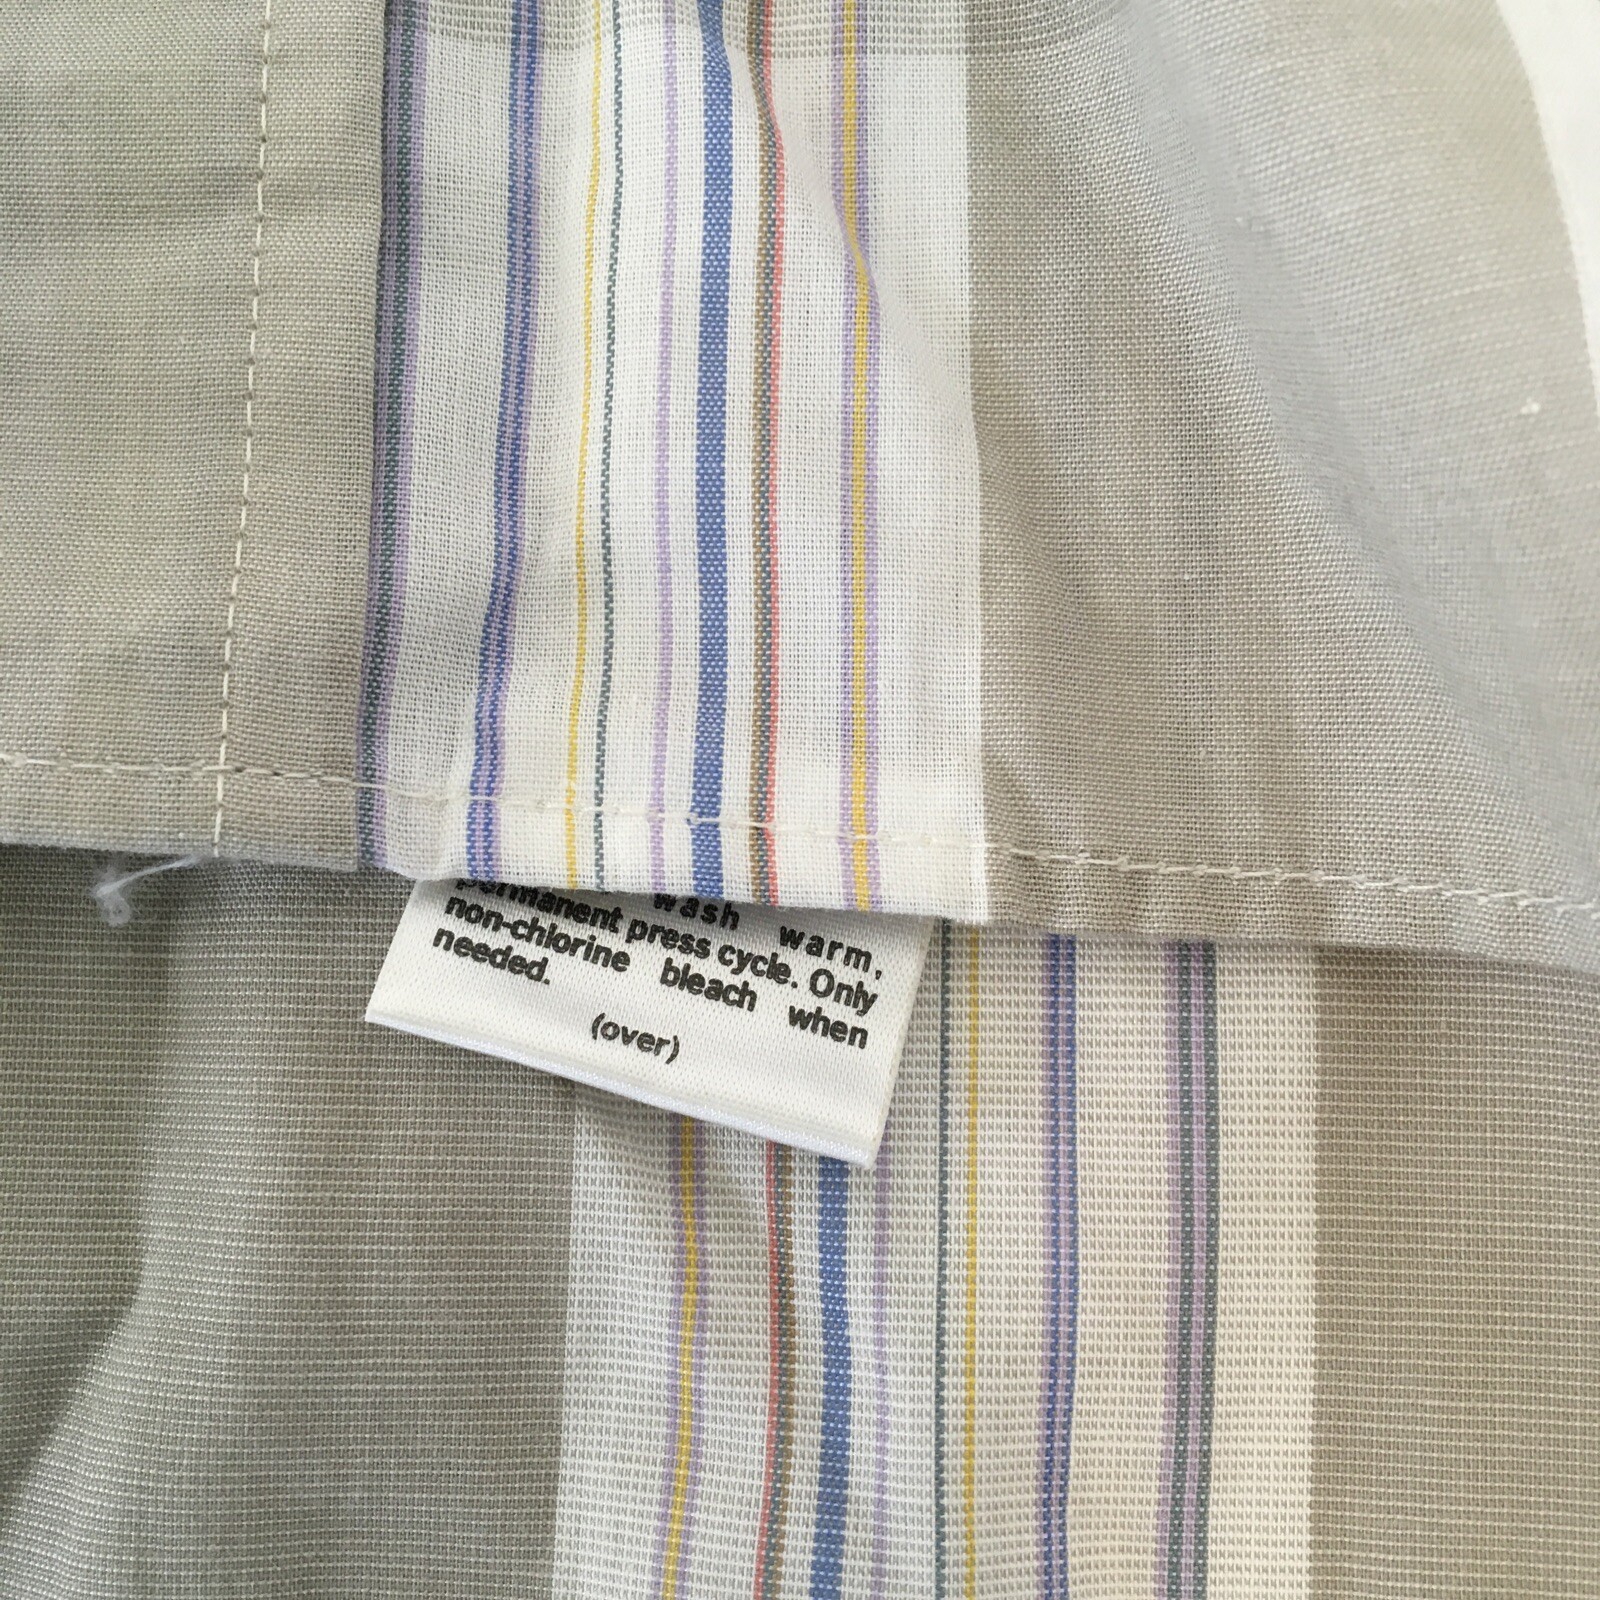 wash warm,
permanent press cycle. Only
non-chlorine bleach when
needed.
(over)